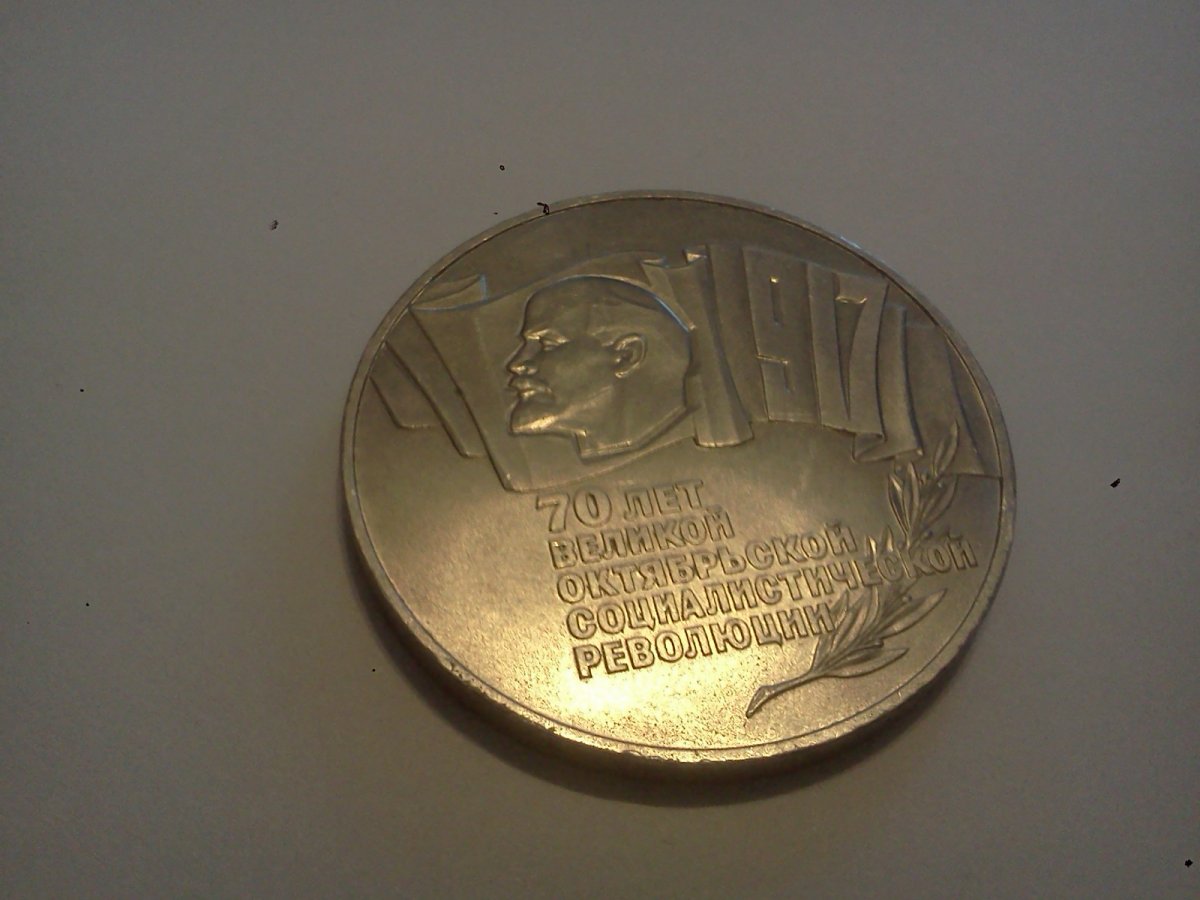 1917
70 ЛЕТ
ВЕЛИКОЙ
ОКТЯБРЬСКОЙ
СОЦИАЛИСТИЧЕСКОЙ
РЕВОЛЮЦИИ